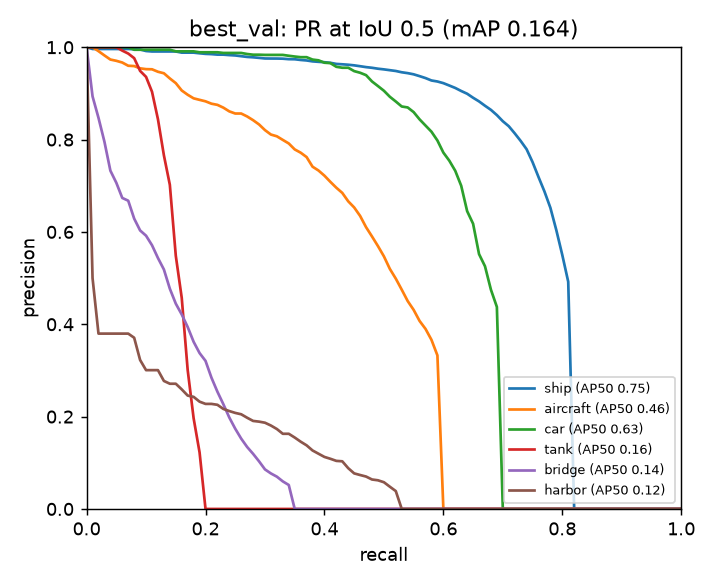 best_val: PR at IoU 0.5 (mAP 0.164)
1.0
0.8
0.6
0.4
0.2
0.0
precision
ship (AP50 0.75)
aircraft (AP50 0.46)
car (AP50 0.63)
tank (AP50 0.16)
bridge (AP50 0.14)
harbor (AP50 0.12)
0.0 0.2 0.4 0.6 0.8 1.0
recall